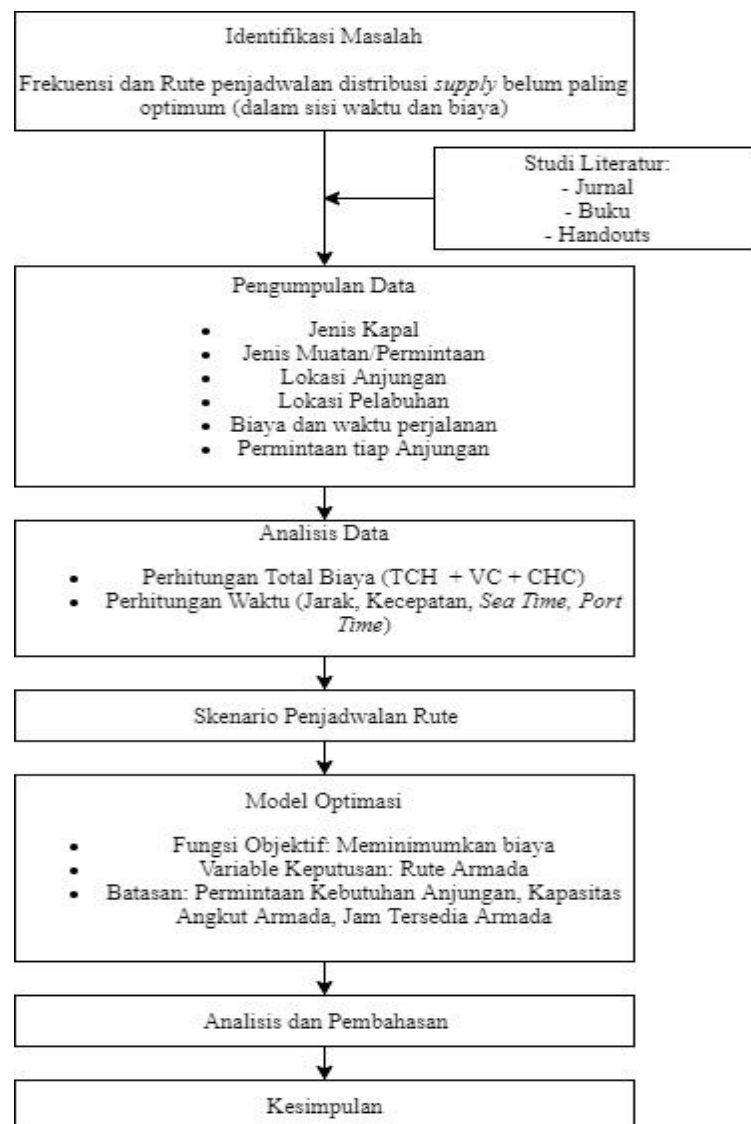 Identifikasi Masalah
Frekuensi dan Rute penjadwalan distribusi supply belum paling
optimum (dalam sisi waktu dan biaya)
Studi Literatur:
- Jurnal
- Buku
- Handouts
Pengumpulan Data
• Jenis Kapal
• Jenis Muatan/Permintaan
• Lokasi Anjungan
• Lokasi Pelabuhan
• Biaya dan waktu perjalanan
• Permintaan tiap Anjungan
Analisis Data
• Perhitungan Total Biaya (TCH + VC + CHC)
• Perhitungan Waktu (Jarak, Kecepatan, Sea Time, Port
Time)
Skenario Penjadwalan Rute
Model Optimasi
• Fungsi Objektif: Meminimumkan biaya
• Variable Keputusan: Rute Armada
• Batasan: Permintaan Kebutuhan Anjungan, Kapasitas
Angkut Armada, Jam Tersedia Armada
Analisis dan Pembahasan
Kesimpulan